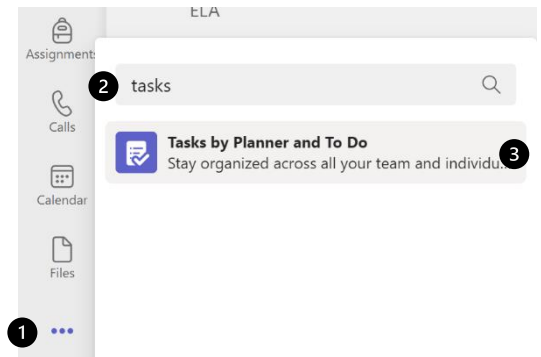 ELA
Assignments
2
tasks
Calls
Tasks by Planner and To Do
Stay organized across all your team and individu...
3
Calendar
Files
1